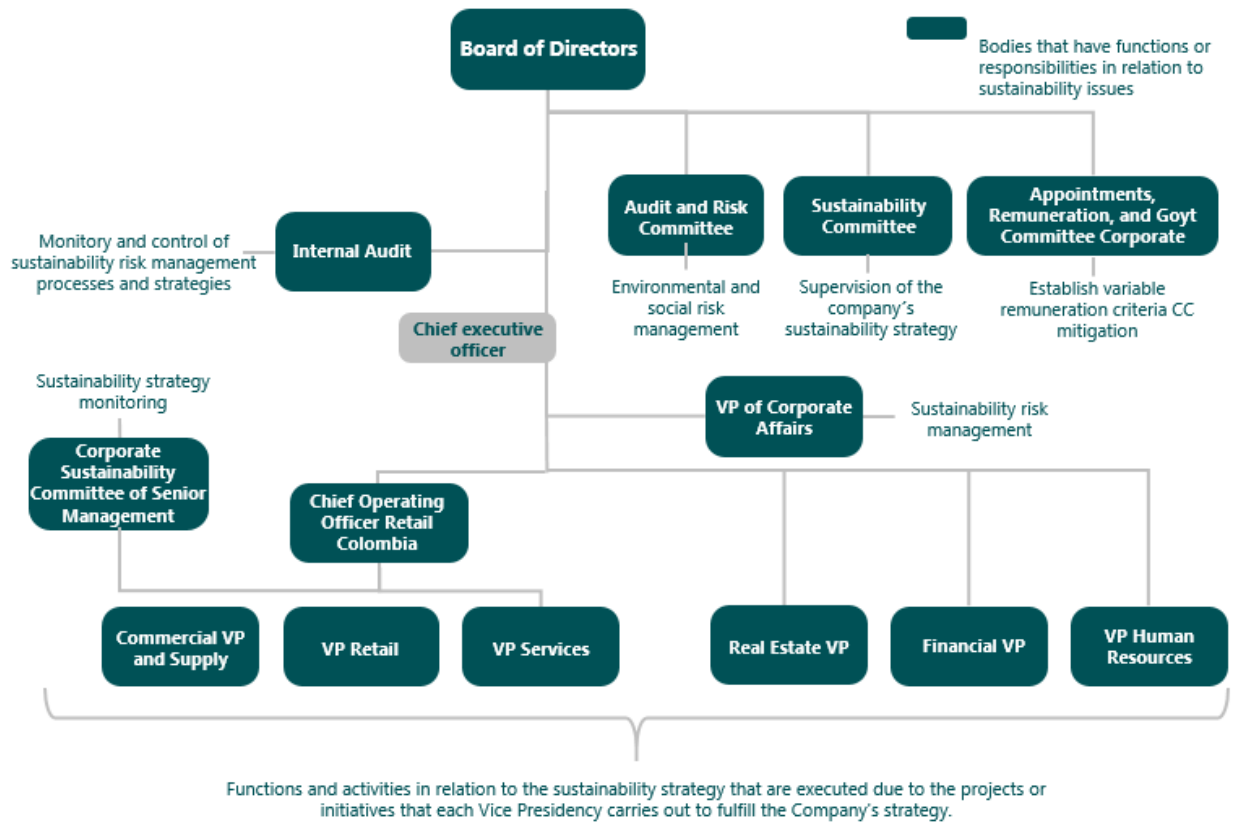 Board of Directors
Bodies that have functions or
responsibilities in relation to
sustainability issues
Audit and Risk
Committee
Sustainability
Committee
Appointments,
Remuneration, and Goyt
Committee Corporate
Internal Audit
Monitory and control of
sustainability risk management
processes and strategies
Environmental and
social risk
management
Supervision of the
company´s
sustainability strategy
Establish variable
remuneration criteria CC
mitigation
Chief executive
officer
Sustainability strategy
monitoring
VP of Corporate
Affairs
Sustainability risk
management
Corporate
Sustainability
Committee of Senior
Management
Chief Operating
Officer Retail
Colombia
Commercial VP
and Supply
VP Retail
VP Services
Real Estate VP
Financial VP
VP Human
Resources
Functions and activities in relation to the sustainability strategy that are executed due to the projects or
initiatives that each Vice Presidency carries out to fulfill the Company's strategy.